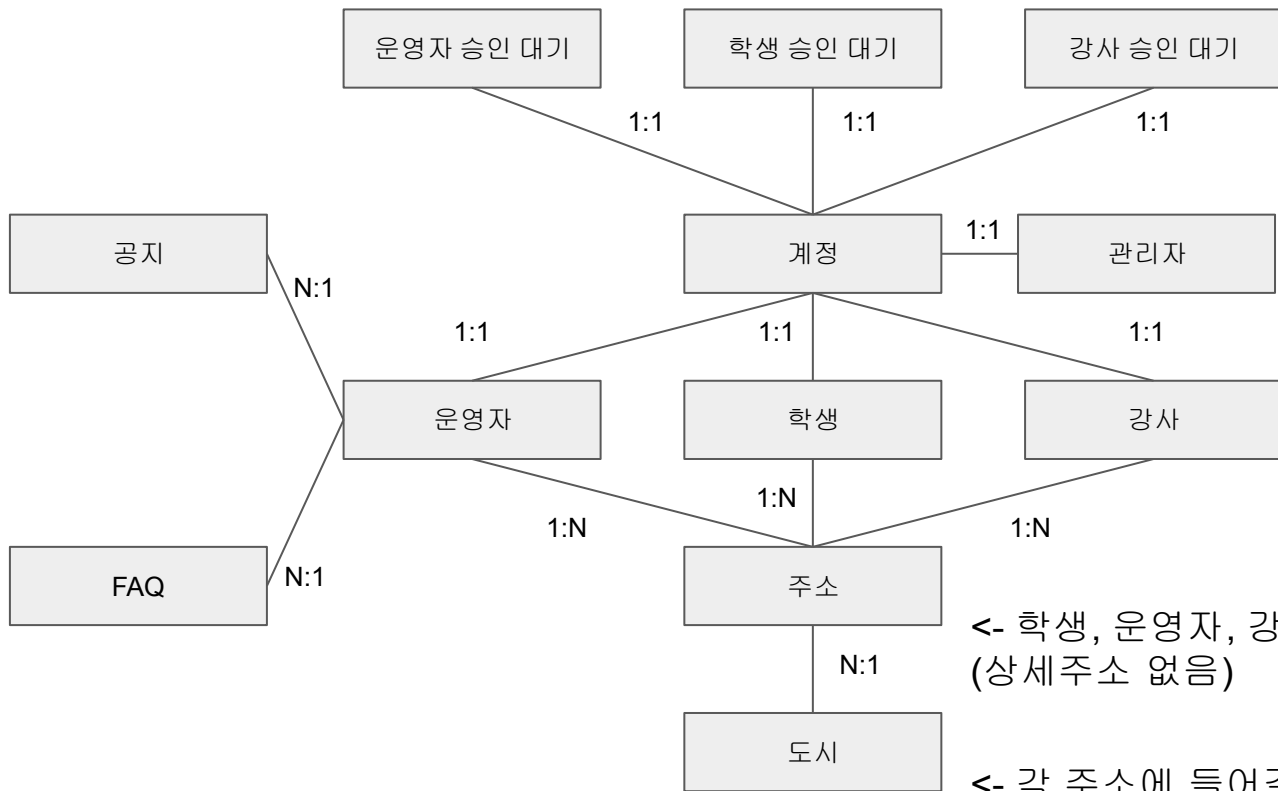 운영자 승인 대기
학생 승인 대기
강사 승인 대기
1:1
1:1
1:1
공지
계정
1:1
관리자
N:1
1:1
1:1
1:1
운영자
학생
강사
1:N
1:N
1:N
FAQ
N:1
주소
<- 학생, 운영자, 강
(상세주소 없음)
N:1
도시
<- 각 주소에